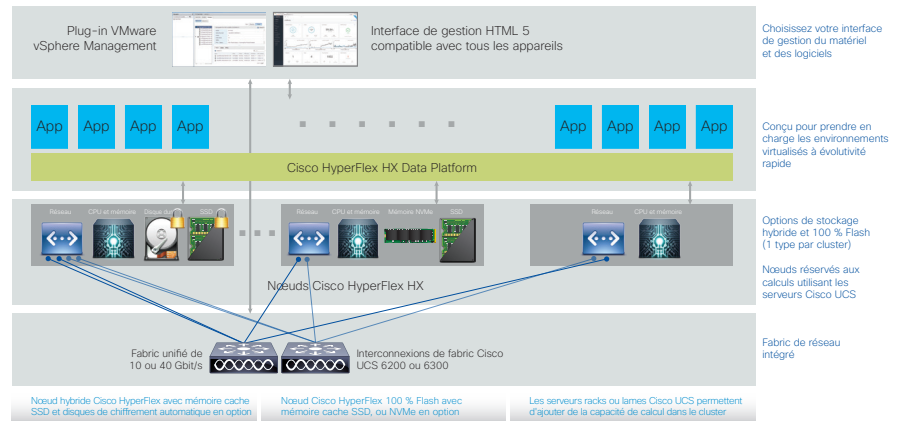 Plug-in VMware
vSphere Management
Interface de gestion HTML 5
compatible avec tous les appareils
Choisissez votre interface
de gestion du matériel
et des logiciels
App App App App App App App App
Cisco HyperFlex HX Data Platform
Conçu pour prendre en
charge les environnements
virtualisés à évolutivité
rapide
Réseau CPU et mémoire Disque dur SSD
Réseau CPU et mémoire Mémoire NVMe SSD
Réseau CPU et mémoire
Nœuds Cisco HyperFlex HX
Options de stockage
hybride et 100 % Flash
(1 type par cluster)
Nœuds réservés aux
calculs utilisant les
serveurs Cisco UCS
Fabric unifié de
10 ou 40 Gbit/s
Interconnexions de fabric Cisco
UCS 6200 ou 6300
Fabric de réseau
intégré
Nœud hybride Cisco HyperFlex avec mémoire cache
SSD et disques de chiffrement automatique en option
Nœud Cisco HyperFlex 100 % Flash avec
mémoire cache SSD, ou NVMe en option
Les serveurs racks ou lames Cisco UCS permettent
d'ajouter de la capacité de calcul dans le cluster